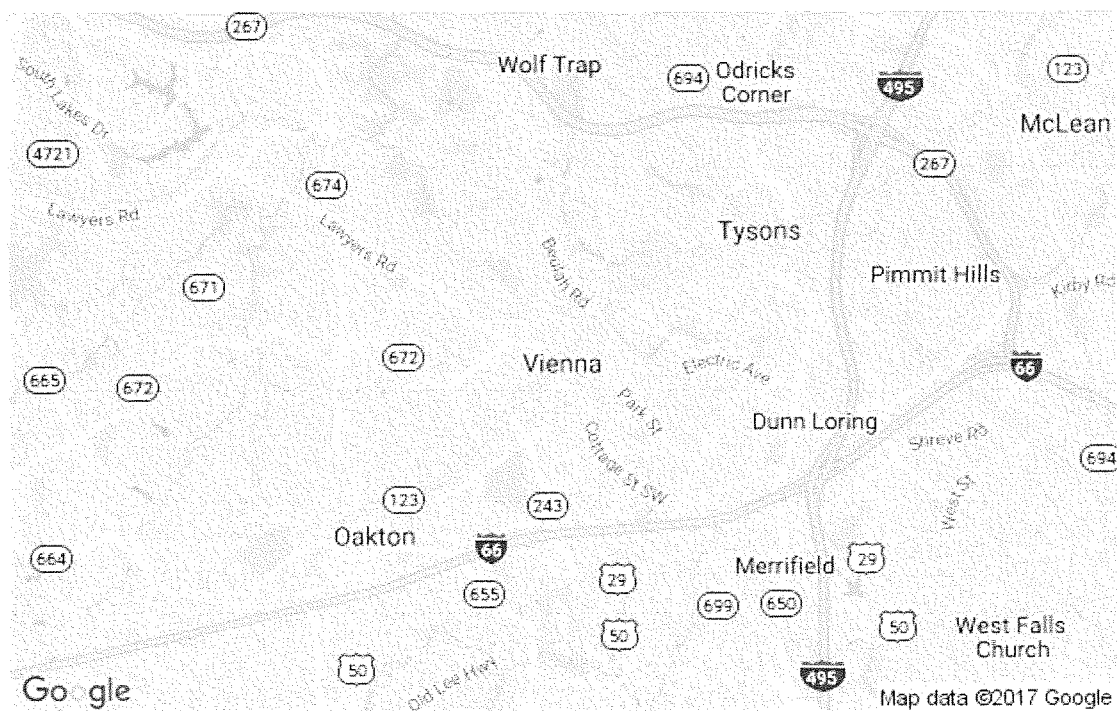 267
Wolf Trap
694
Odricks
Corner
495
123
South Lakes Dr
McLean
4721
267
674
Lawyers Rd
Lawyers Rd
Tysons
Beulah Rd
Pimmit Hills
671
Kirby Rd
672
Vienna
Electric Ave
66
665
672
Park St
Dunn Loring
Shreve Rd
Cottage St SW
694
West St
123
243
Oakton
66
664
Merrifield
29
29
655
699
650
50
50
West Falls
Church
50
Old Lee Hwy
495
Google
Map data ©2017 Google